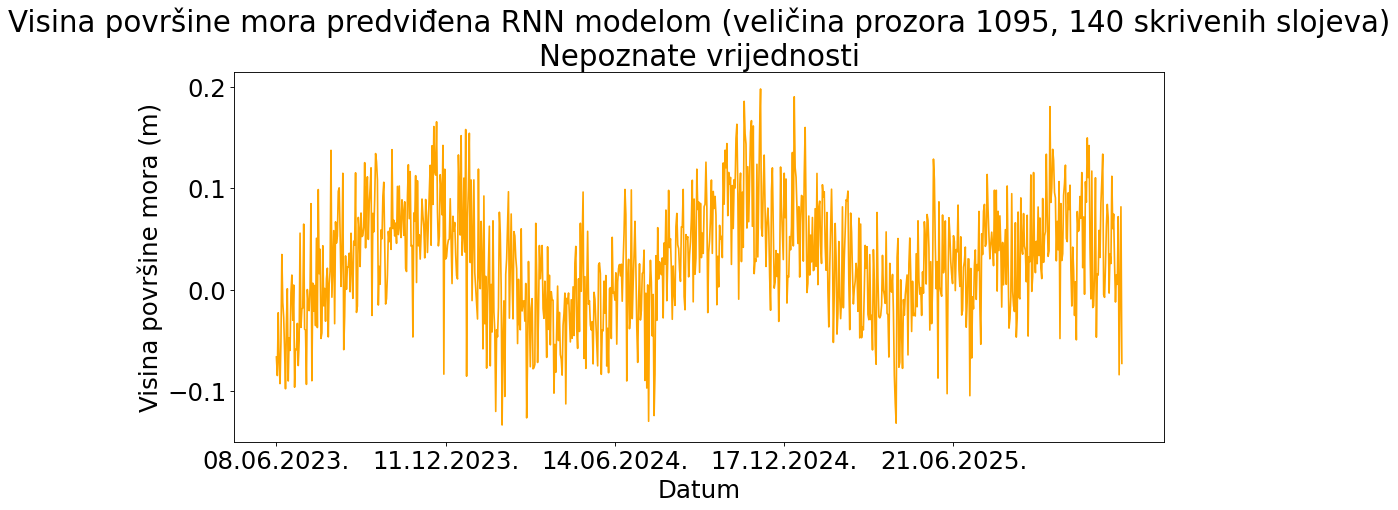 Visina površine mora predviđena RNN modelom (veličina prozora 1095, 140 skrivenih slojeva)
Nepoznate vrijednosti
Visina površine mora (m)
0.2
0.1
0.0
−0.1
08.06.2023. 11.12.2023. 14.06.2024. 17.12.2024. 21.06.2025.
Datum